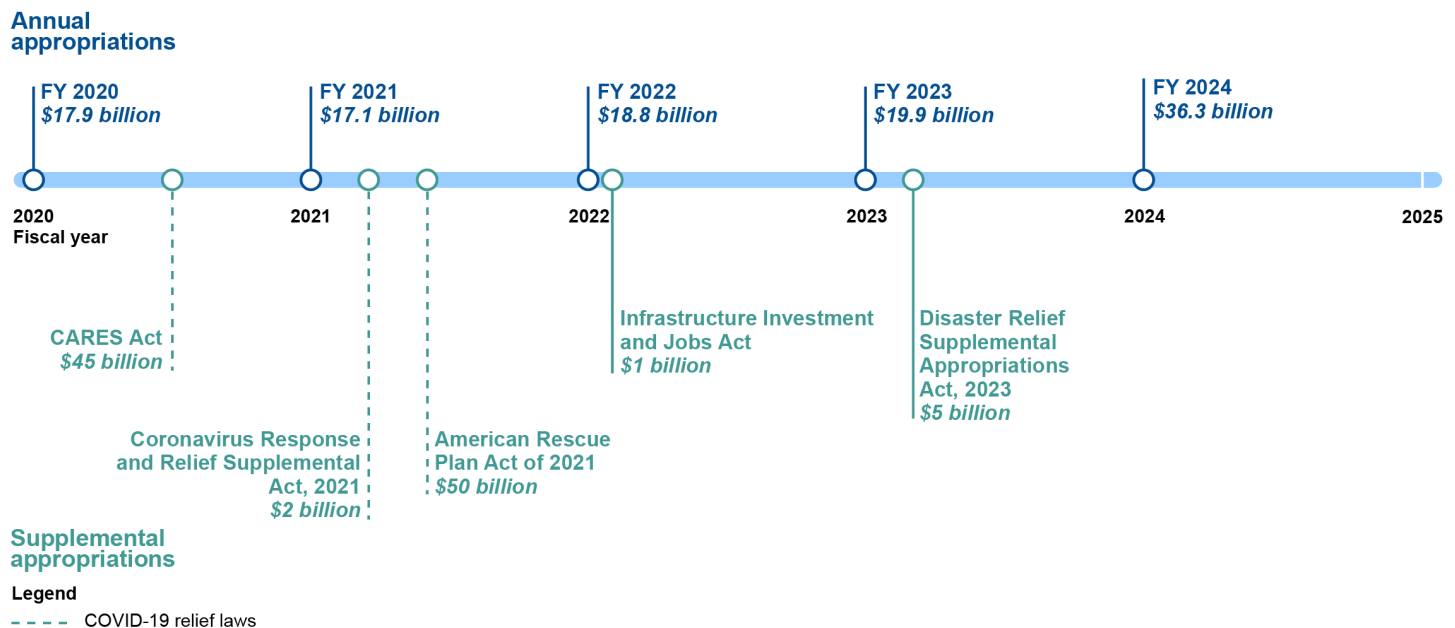 Annual
appropriations
FY 2020
$17.9 billion
FY 2021
$17.1 billion
FY 2022
$18.8 billion
FY 2023
$19.9 billion
FY 2024
$36.3 billion
2020
Fiscal year
2021
2022
2023
2024
2025
CARES Act
$45 billion
Coronavirus Response
and Relief Supplemental
Act, 2021
$2 billion
American Rescue
Plan Act of 2021
$50 billion
Infrastructure Investment
and Jobs Act
$1 billion
Disaster Relief
Supplemental
Appropriations
Act, 2023
$5 billion
Supplemental
appropriations
Legend
COVID-19 relief laws